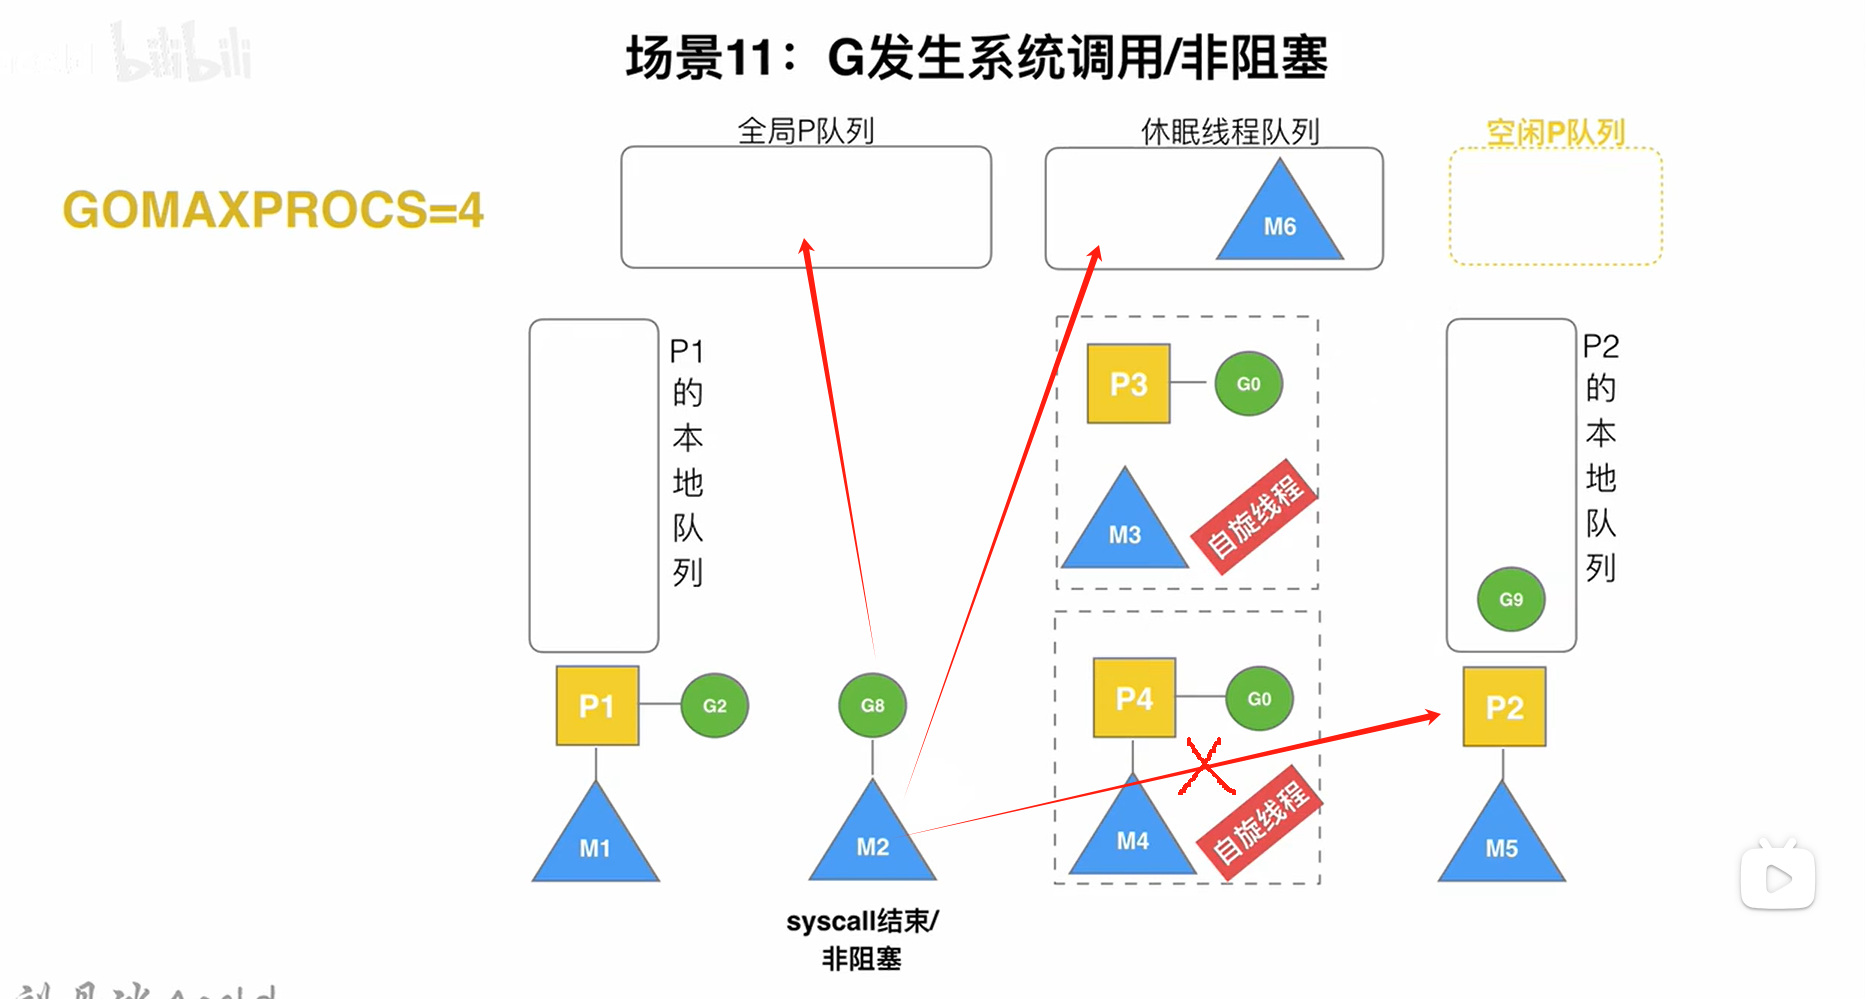 bilibili
场景11：G发生系统调用/非阻塞
全局P队列
休眠线程队列
空闲P队列
GOMAXPROCS=4
M6
P1的本地队列
P3
G0
M3
自旋线程
P2的本地队列
G9
P1
G2
G8
P4
G0
P2
M1
M2
M4
自旋线程
M5
syscall结束/
非阻塞